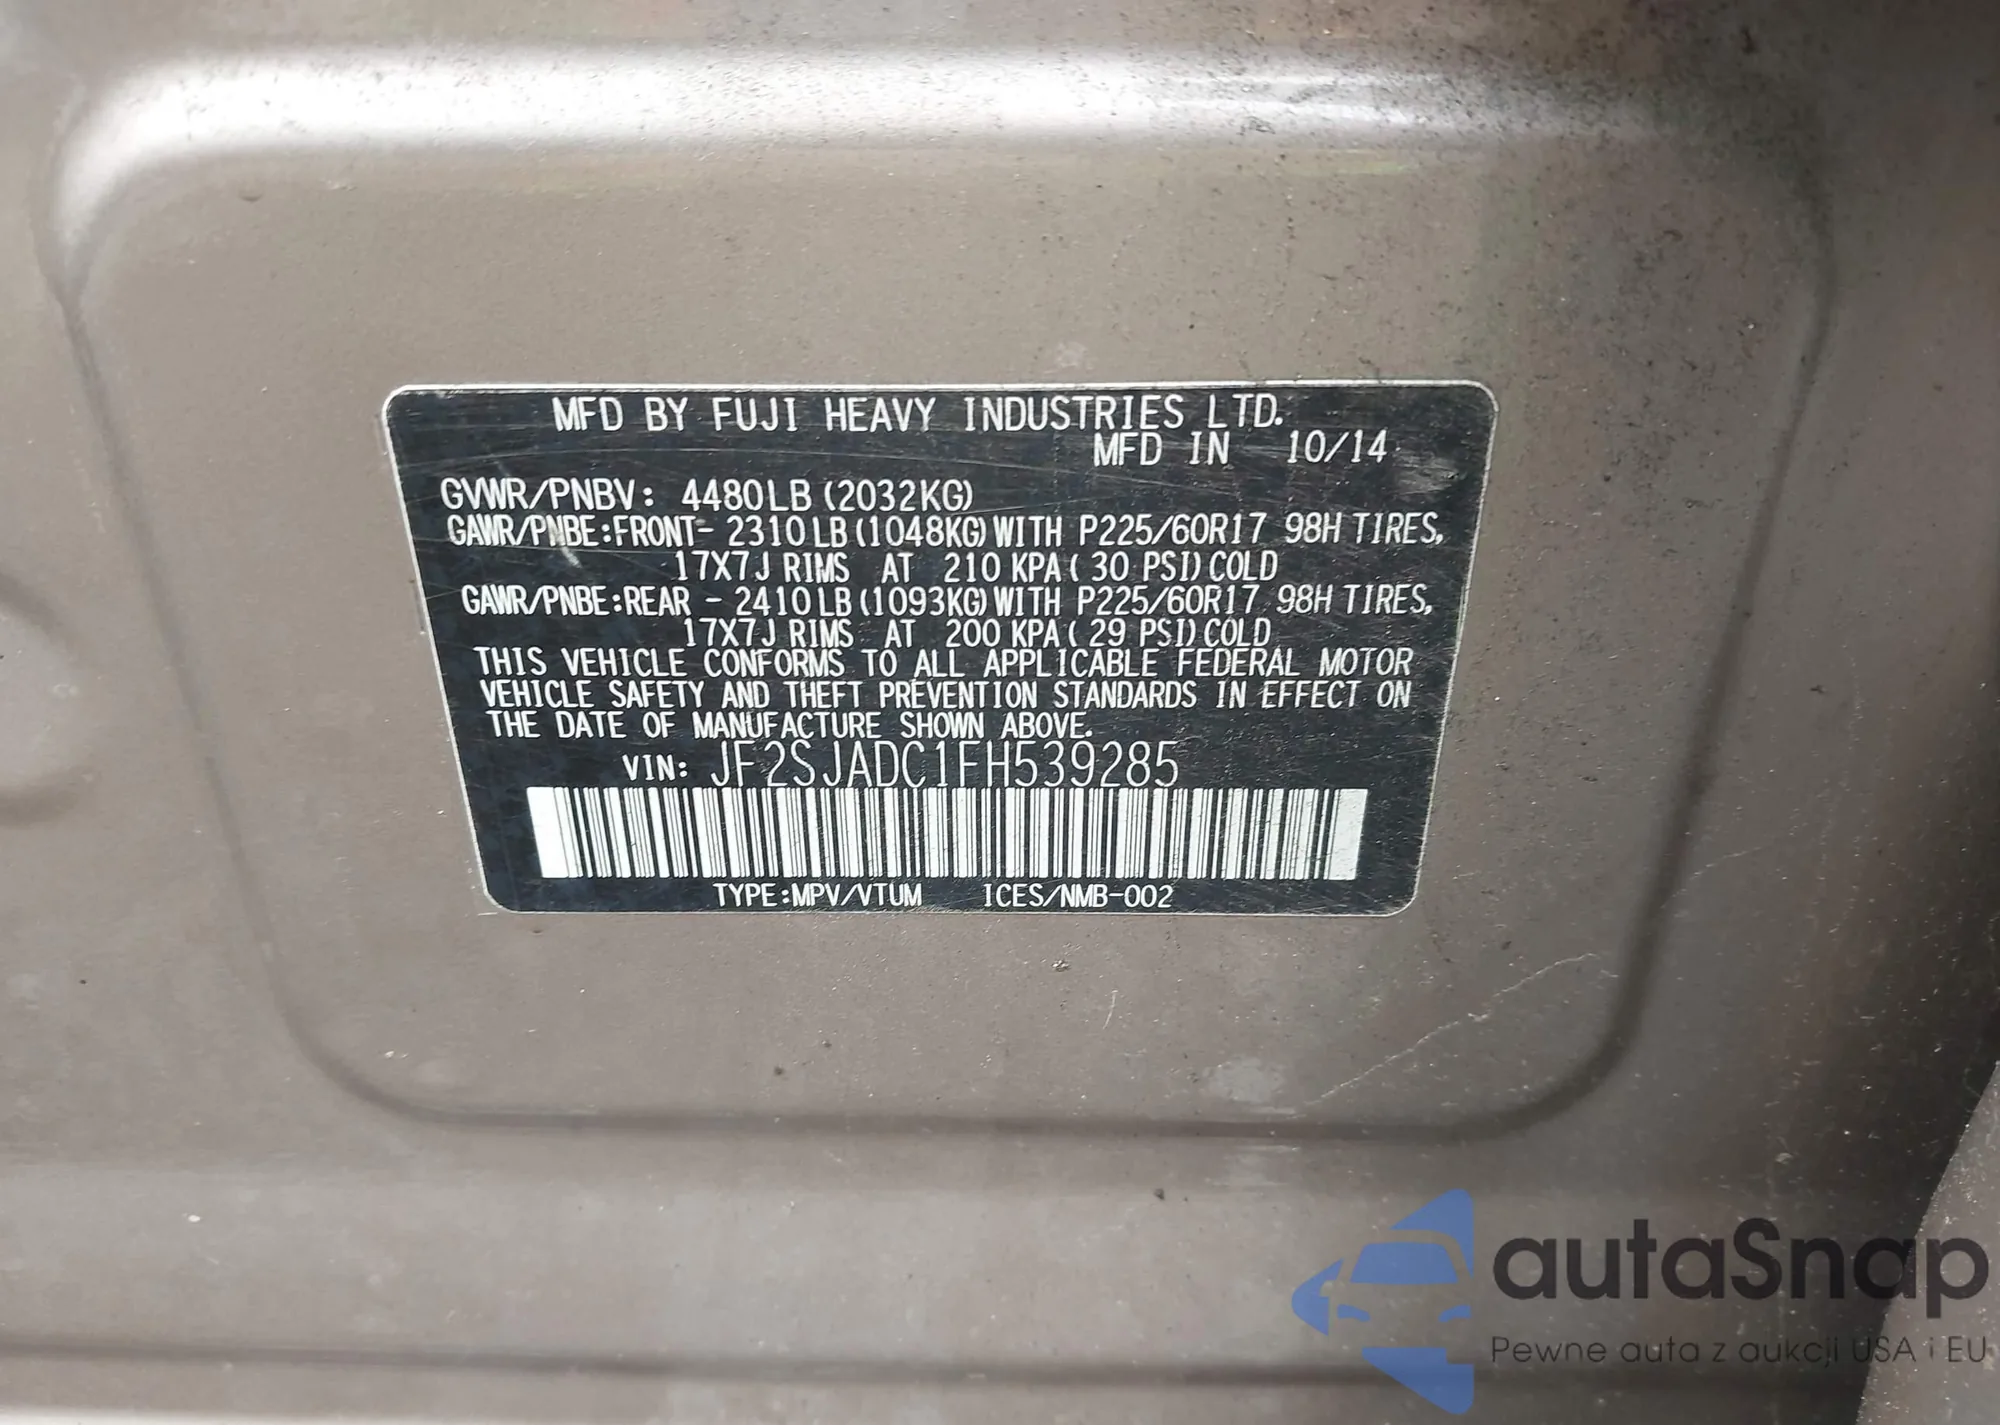 MFD BY FUJI HEAVY INDUSTRIES LTD.
MFD IN 10/14
GVWR/PNBV: 4480LB (2032KG)
GAWR/PNBE:FRONT- 2310LB (1048KG) WITH P225/60R17 98H TIRES,
17X7J RIMS AT 210 KPA ( 30 PSI) COLD
GAWR/PNBE:REAR - 2410LB (1093KG) WITH P225/60R17 98H TIRES,
17X7J RIMS AT 200 KPA ( 29 PSI) COLD
THIS VEHICLE CONFORMS TO ALL APPLICABLE FEDERAL MOTOR
VEHICLE SAFETY AND THEFT PREVENTION STANDARDS IN EFFECT ON
THE DATE OF MANUFACTURE SHOWN ABOVE.
VIN: JF2SJADC1FH539285
TYPE:MPV/VTUM ICES/NMB-002
autaSnap
Pewne auta z aukcji USA i EU